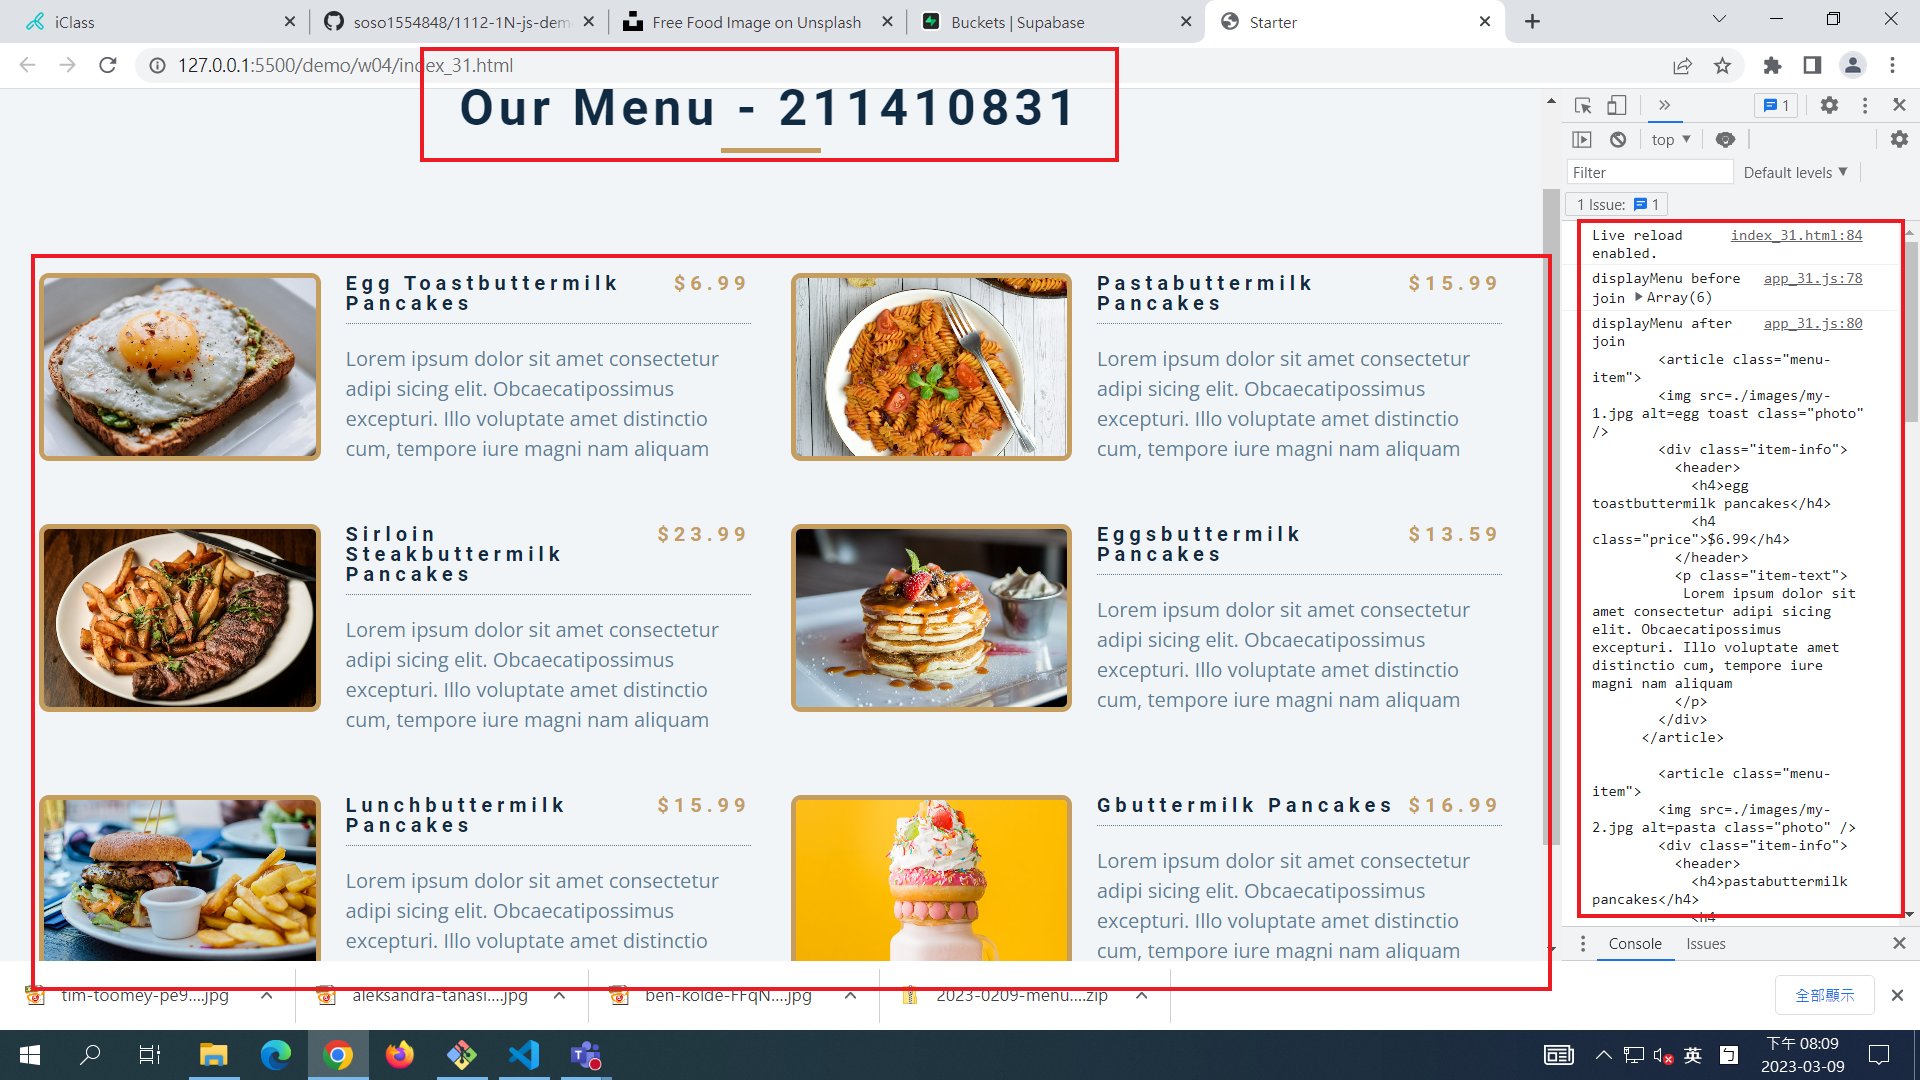 iClass
soso1554848/1112-1N-js-dem
Free Food Image on Unsplash
Buckets | Supabase
Starter
127.0.0.1:5500/demo/w04/index_31.html
Our Menu - 211410831
Egg Toastbuttermilk
Pancakes
$6.99
Lorem ipsum dolor sit amet consectetur
adipi sicing elit. Obcaecatipossimus
excepturi. Illo voluptate amet distinctio
cum, tempore iure magni nam aliquam
Pastabuttermilk
Pancakes
$15.99
Lorem ipsum dolor sit amet consectetur
adipi sicing elit. Obcaecatipossimus
excepturi. Illo voluptate amet distinctio
cum, tempore iure magni nam aliquam
Sirloin
Steakbuttermilk
Pancakes
$23.99
Lorem ipsum dolor sit amet consectetur
adipi sicing elit. Obcaecatipossimus
excepturi. Illo voluptate amet distinctio
cum, tempore iure magni nam aliquam
Eggsbuttermilk
Pancakes
$13.59
Lorem ipsum dolor sit amet consectetur
adipi sicing elit. Obcaecatipossimus
excepturi. Illo voluptate amet distinctio
cum, tempore iure magni nam aliquam
Lunchbuttermilk
Pancakes
$15.99
Lorem ipsum dolor sit amet consectetur
adipi sicing elit. Obcaecatipossimus
excepturi. Illo voluptate amet distinctio
Gbuttermilk Pancakes
$16.99
Lorem ipsum dolor sit amet consectetur
adipi sicing elit. Obcaecatipossimus
excepturi. Illo voluptate amet distinctio
cum, tempore iure magni nam aliquam
1
top
Filter
Default levels
1 Issue: 1
Live reload index_31.html:84
enabled.
displayMenu before app_31.js:78
join Array(6)
displayMenu after app_31.js:80
join
<article class="menu-
item">
<img src=./images/my-
1.jpg alt=egg toast class="photo"
/>
<div class="item-info">
<header>
<h4>egg
toastbuttermilk pancakes</h4>
<h4
class="price">$6.99</h4>
</header>
<p class="item-text">
Lorem ipsum dolor sit
amet consectetur adipi sicing
elit. Obcaecatipossimus
excepturi. Illo voluptate amet
distinctio cum, tempore iure
magni nam aliquam
</p>
</div>
</article>
<article class="menu-
item">
<img src=./images/my-
2.jpg alt=pasta class="photo" />
<div class="item-info">
<header>
<h4>pastabuttermilk
pancakes</h4>
<h4
Console
Issues
tim-toomey-pe9....jpg
aleksandra-tanasi....jpg
ben-kolde-FFqN....jpg
2023-0209-menu....zip
全部顯示
英
ㄅ
下午 08:09
2023-03-09